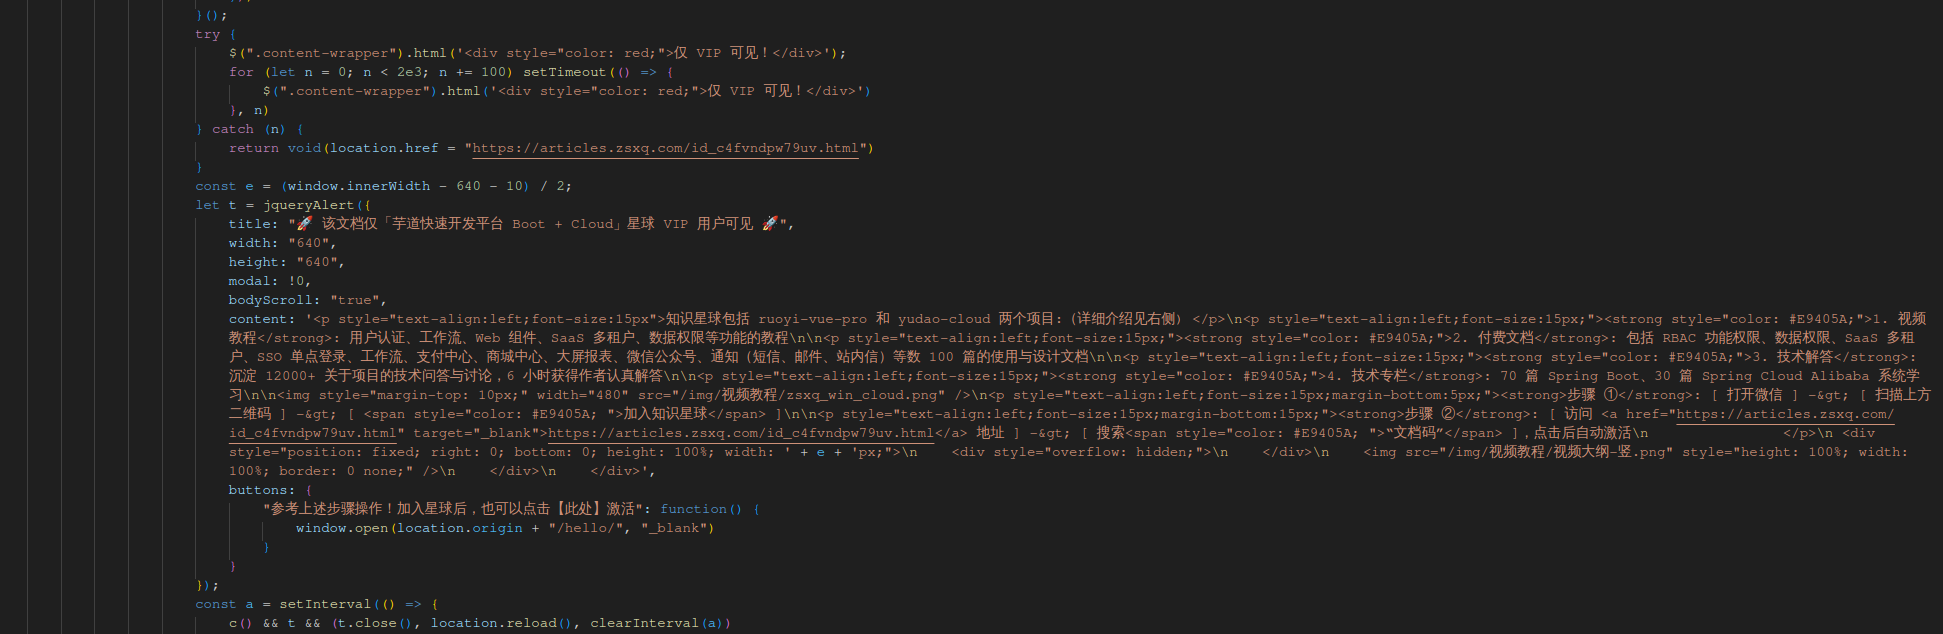 }();
try {
$(".content-wrapper").html('<div style="color: red;">仅 VIP 可见！</div>');
for (let n = 0; n < 2e3; n += 100) setTimeout(() => {
$(".content-wrapper").html('<div style="color: red;">仅 VIP 可见！</div>')
}, n)
} catch (n) {
return void(location.href = "https://articles.zsxq.com/id_c4fvndpw79uv.html")
}
const e = (window.innerWidth - 640 - 10) / 2;
let t = jqueryAlert({
title: "🚀 该文档仅「芋道快速开发平台 Boot + Cloud」星球 VIP 用户可见 🚀",
width: "640",
height: "640",
modal: !0,
bodyScroll: "true",
content: '<p style="text-align:left;font-size:15px">知识星球包括 ruoyi-vue-pro 和 yudao-cloud 两个项目:（详细介绍见右侧） </p>\n<p style="text-align:left;font-size:15px;"><strong style="color: #E9405A;">1. 视频
教程</strong>: 用户认证、工作流、Web 组件、SaaS 多租户、数据权限等功能的教程\n\n<p style="text-align:left;font-size:15px;"><strong style="color: #E9405A;">2. 付费文档</strong>: 包括 RBAC 功能权限、数据权限、SaaS 多租
户、SSO 单点登录、工作流、支付中心、商城中心、大屏报表、微信公众号、通知（短信、邮件、站内信）等数 100 篇的使用与设计文档\n\n<p style="text-align:left;font-size:15px;"><strong style="color: #E9405A;">3. 技术解答</strong>:
沉淀 12000+ 关于项目的技术问答与讨论，6 小时获得作者认真解答\n\n<p style="text-align:left;font-size:15px;"><strong style="color: #E9405A;">4. 技术专栏</strong>: 70 篇 Spring Boot、30 篇 Spring Cloud Alibaba 系统学
习\n\n<img style="margin-top: 10px;" width="480" src="/img/视频教程/zsxq_win_cloud.png" />\n<p style="text-align:left;font-size:15px;margin-bottom:5px;"><strong>步骤 ①</strong>: [ 打开微信 ] -&gt; [ 扫描上方
二维码 ] -&gt; [ <span style="color: #E9405A; ">加入知识星球</span> ]\n\n<p style="text-align:left;font-size:15px;margin-bottom:15px;"><strong>步骤 ②</strong>: [ 访问 <a href="https://articles.zsxq.com/
id_c4fvndpw79uv.html" target="_blank">https://articles.zsxq.com/id_c4fvndpw79uv.html</a> 地址 ] -&gt; [ 搜索<span style="color: #E9405A; ">“文档码”</span> ]，点击后自动激活\n                </p>\n <div
style="position: fixed; right: 0; bottom: 0; height: 100%; width: ' + e + 'px;">\n    <div style="overflow: hidden;">\n    </div>\n    <img src="/img/视频教程/视频大纲-竖.png" style="height: 100%; width:
100%; border: 0 none;" />\n    </div>\n    </div>',
buttons: {
"参考上述步骤操作！加入星球后，也可以点击【此处】激活": function() {
window.open(location.origin + "/hello/", "_blank")
}
}
});
const a = setInterval(() => {
c() && t && (t.close(), location.reload(), clearInterval(a))